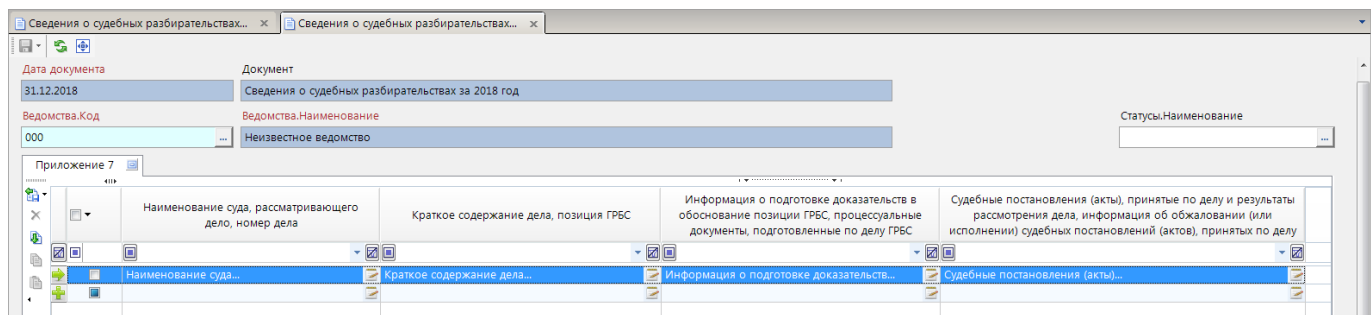 Сведения о судебных разбирательствах... Сведения о судебных разбирательствах...
Дата документа Документ
31.12.2018 Сведения о судебных разбирательствах за 2018 год
Ведомства.Код Ведомства.Наименование Статусы.Наименование
000 ... Неизвестное ведомство ...
Приложение 7
Наименование суда, рассматривающего
дело, номер дела
Краткое содержание дела, позиция ГРБС
Информация о подготовке доказательств в
обоснование позиции ГРБС, процессуальные
документы, подготовленные по делу ГРБС
Судебные постановления (акты), принятые по делу и результаты
рассмотрения дела, информация об обжаловании (или
исполнении) судебных постановлений (актов), принятых по делу
Наименование суда... Краткое содержание дела... Информация о подготовке доказательств... Судебные постановления (акты)...